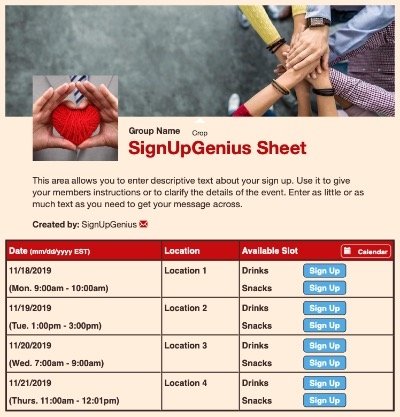 Group Name
Crop
SignUpGenius Sheet
This area allows you to enter descriptive text about your sign up. Use it to give
your members instructions or to clarify the details of the event. Enter as little or as
much text as you need to get your message across.
Created by: SignUpGenius
Date (mm/dd/yyyy EST) Location Available Slot Calendar
11/18/2019 Location 1 Drinks Sign Up
(Mon. 9:00am - 10:00am) Snacks Sign Up
11/19/2019 Location 2 Drinks Sign Up
(Tue. 1:00pm - 3:00pm) Snacks Sign Up
11/20/2019 Location 3 Drinks Sign Up
(Wed. 7:00am - 9:00am) Snacks Sign Up
11/21/2019 Location 4 Drinks Sign Up
(Thurs. 11:00am - 12:01pm) Snacks Sign Up